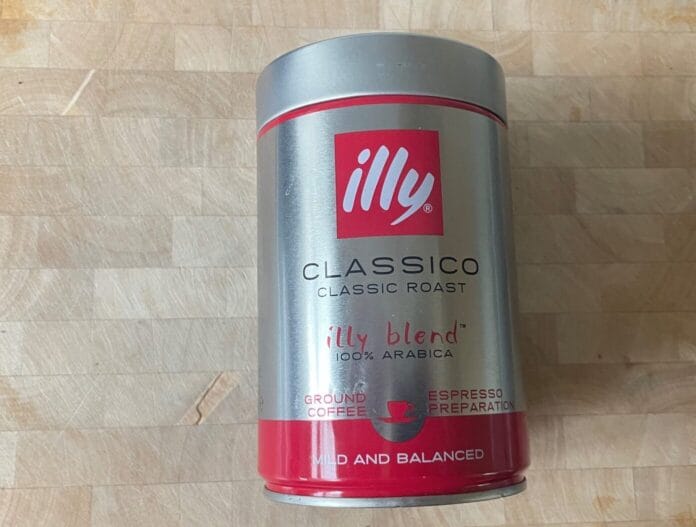 illy®
CLASSICO
CLASSIC ROAST
illy blend™
100% ARABICA
GROUND COFFEE
ESPRESSO PREPARATION
MILD AND BALANCED